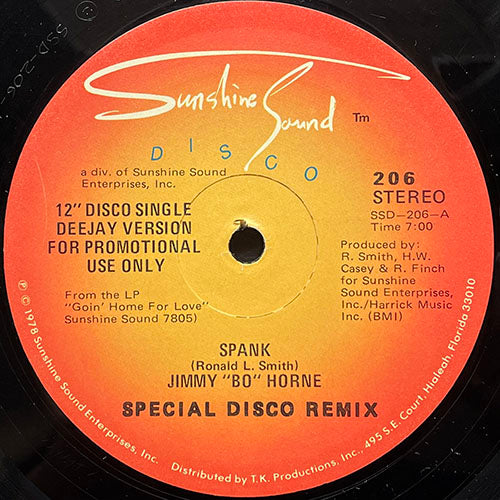 SSD-206-
Sunshine Sound
Tm
DISCO
a div. of Sunshine Sound
Enterprises, Inc.
206
STEREO
SSD-206-A
Time 7:00
12" DISCO SINGLE
DEEJAY VERSION
FOR PROMOTIONAL
USE ONLY
Produced by:
R. Smith, H.W.
Casey & R. Finch
for Sunshine
Sound Enterprises,
Inc./Harrick Music
Inc. (BMI)
From the LP
"Goin' Home For Love"
Sunshine Sound 7805)
SPANK
(Ronald L. Smith)
JIMMY "BO" HORNE
SPECIAL DISCO REMIX
℗ © 1978 Sunshine Sound Enterprises, Inc.
Distributed by T.K. Productions, Inc., 495 S.E. Court, Hialeah, Florida 33010